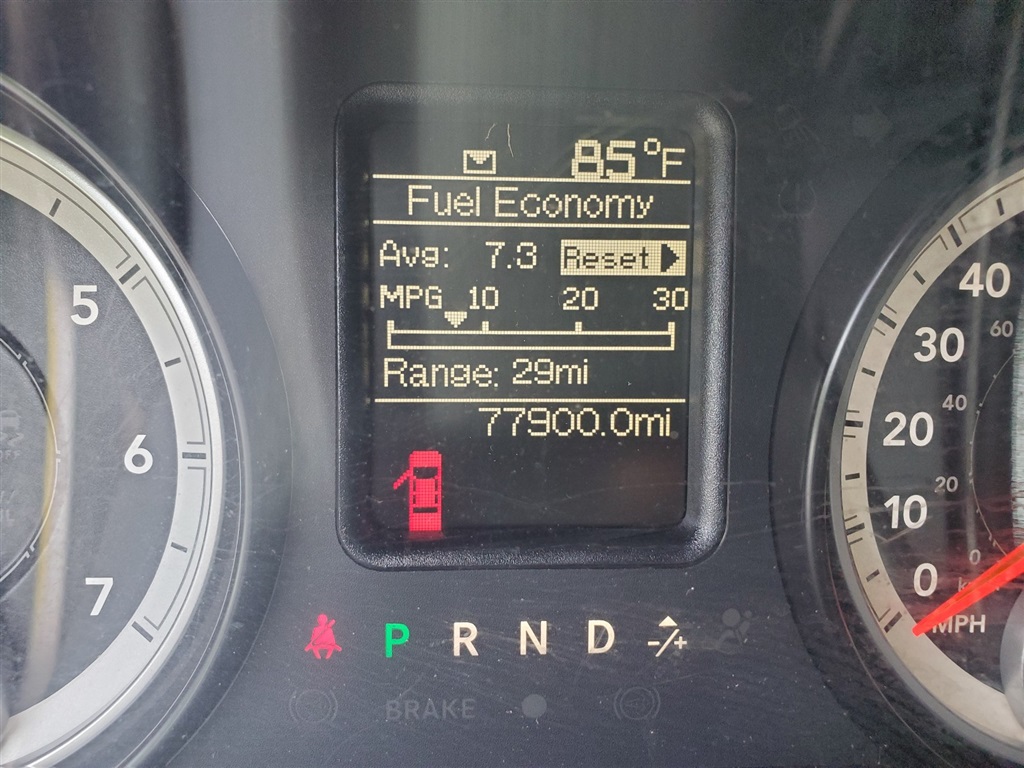 85°F
Fuel Economy
Avg: 7.3 Reset
MPG 10 20 30
Range: 29mi
77900.0mi
5
6
7
40
60
30
40
20
20
10
0
0
MPH
P R N D -/+
BRAKE